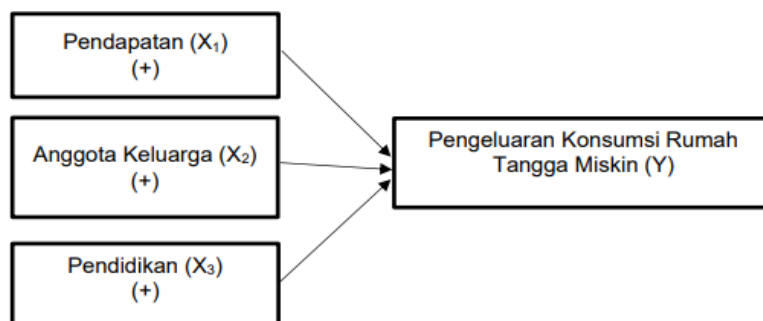 Pendapatan (X₁)
(+)
Anggota Keluarga (X₂)
(+)
Pendidikan (X₃)
(+)
Pengeluaran Konsumsi Rumah
Tangga Miskin (Y)